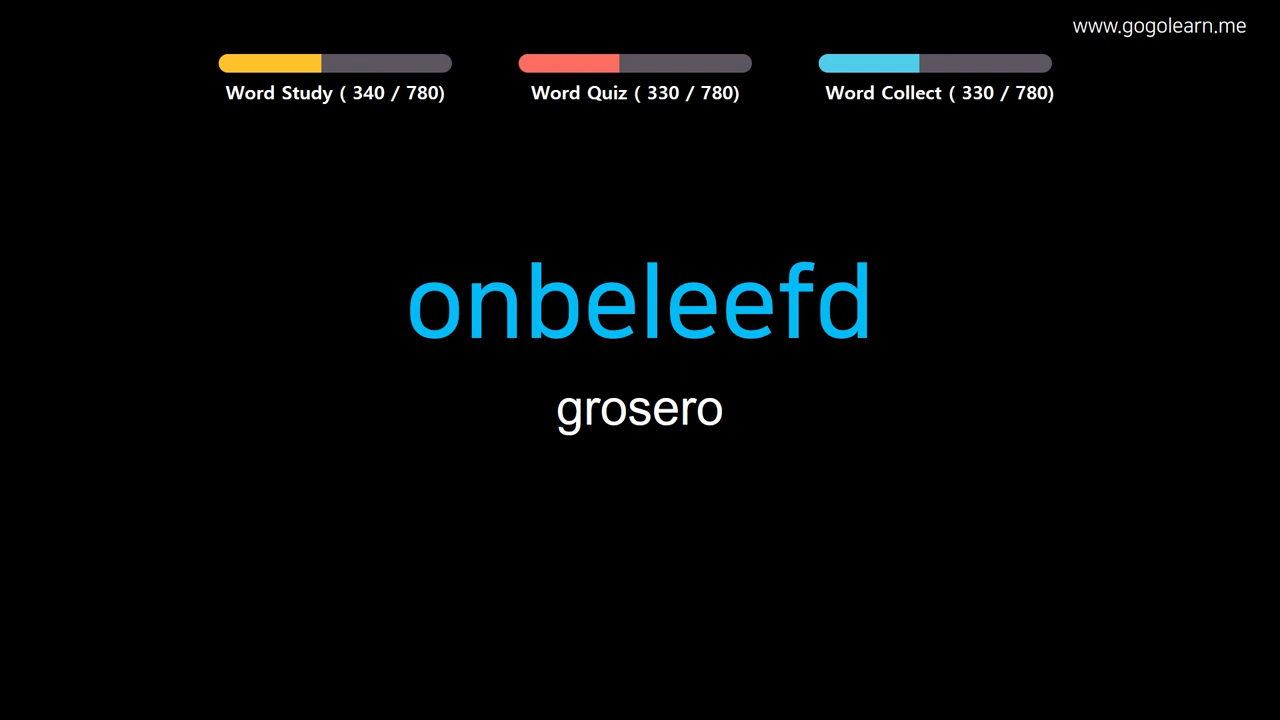 www.gogolearn.me
Word Study ( 340 / 780)
Word Quiz ( 330 / 780)
Word Collect ( 330 / 780)
onbeleefd
grosero